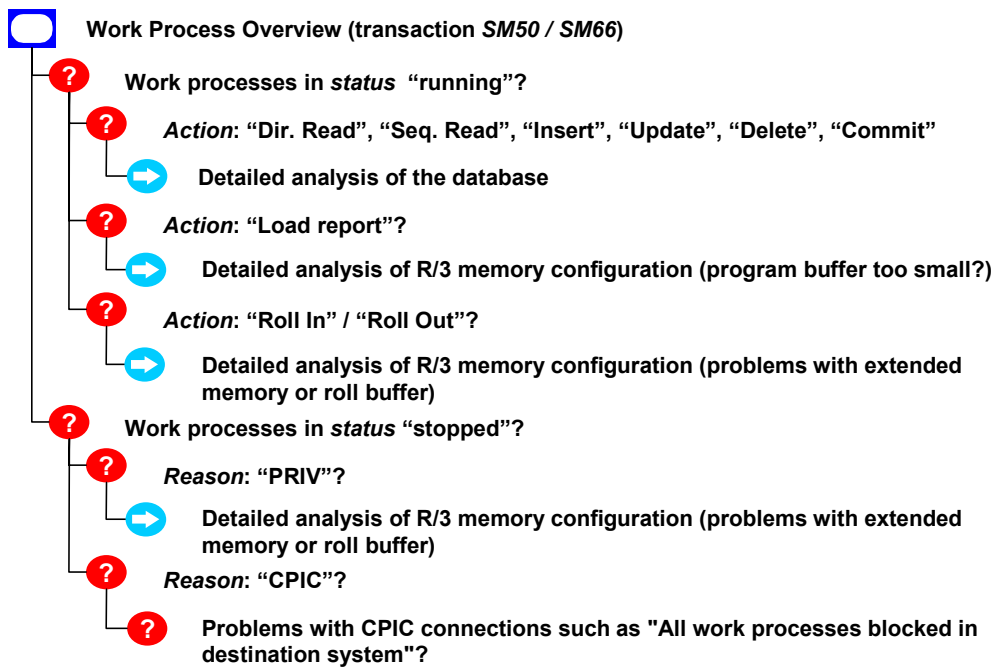 Work Process Overview (transaction SM50 / SM66)
? Work processes in status “running”?
? Action: “Dir. Read”, “Seq. Read”, “Insert”, “Update”, “Delete”, “Commit”
Detailed analysis of the database
? Action: “Load report”?
Detailed analysis of R/3 memory configuration (program buffer too small?)
? Action: “Roll In” / “Roll Out”?
Detailed analysis of R/3 memory configuration (problems with extended
memory or roll buffer)
? Work processes in status “stopped”?
? Reason: “PRIV”?
Detailed analysis of R/3 memory configuration (problems with extended
memory or roll buffer)
? Reason: “CPIC”?
? Problems with CPIC connections such as "All work processes blocked in
destination system"?